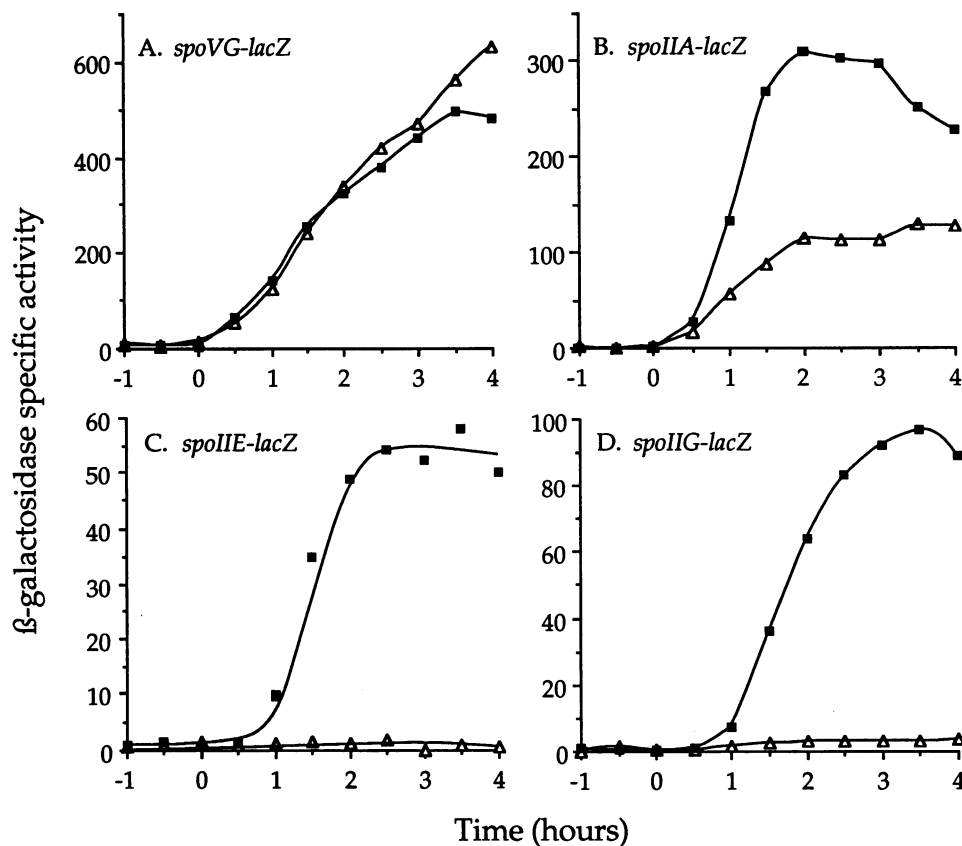 A. spoVG-lacZ
600
400
200
0
-1 0 1 2 3 4
B. spoIIA-lacZ
300
200
100
0
-1 0 1 2 3 4
C. spoIIE-lacZ
60
50
40
30
20
10
0
-1 0 1 2 3 4
D. spoIIG-lacZ
100
80
60
40
20
0
-1 0 1 2 3 4
ß-galactosidase specific activity
Time (hours)